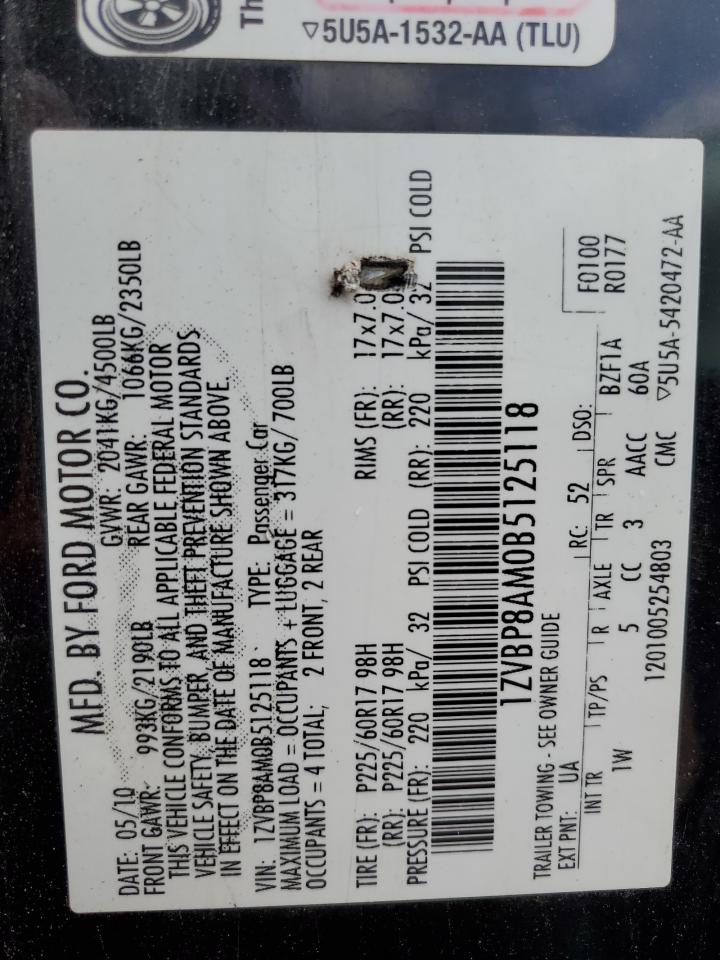 Th
▽5U5A-1532-AA (TLU)
MFD. BY FORD MOTOR CO.
DATE: 05/10 GVWR: 2041KG/4500LB
FRONT GAWR: 993KG/2190LB REAR GAWR: 1066KG/2350LB
THIS VEHICLE CONFORMS TO ALL APPLICABLE FEDERAL MOTOR
VEHICLE SAFETY, BUMPER, AND THEFT PREVENTION STANDARDS
IN EFFECT ON THE DATE OF MANUFACTURE SHOWN ABOVE.
VIN: 1ZVBP8AM0B5125118 TYPE: Passenger Car
MAXIMUM LOAD = OCCUPANTS + LUGGAGE = 317KG/ 700LB
OCCUPANTS = 4 TOTAL; 2 FRONT, 2 REAR
TIRE (FR): P225/60R17 98H RIMS (FR): 17x7.0
(RR): P225/60R17 98H (RR): 17x7.0
PRESSURE (FR): 220 kPa/ 32 PSI COLD (RR): 220 kPa/ 32 PSI COLD
1ZVBP8AM0B5125118
TRAILER TOWING - SEE OWNER GUIDE
EXT PNT: UA RC: 52 DSO: F0100
R0177
INT TR TP/PS R AXLE TR SPR BZF1A
1W 5 CC 3 AACC 60A
1201005254803 CMC ▽5U5A-5420472-AA